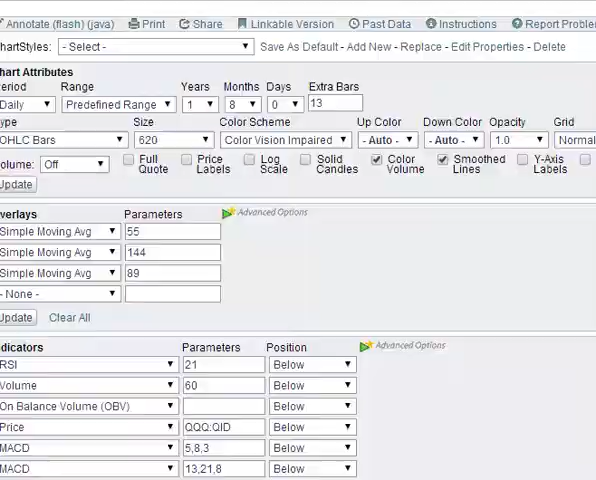 Annotate (flash) (java) Print Share Linkable Version Past Data Instructions Report Proble
hartStyles: - Select - Save As Default - Add New - Replace - Edit Properties - Delete
hart Attributes
eriod Range Years Months Days Extra Bars
Daily Predefined Range 1 8 0 13
ype Size Color Scheme Up Color Down Color Opacity Grid
OHLC Bars 620 Color Vision Impaired - Auto - - Auto - 1.0 Normal
olume: Off Full Quote Price Labels Log Scale Solid Candles Color Volume Smoothed Lines Y-Axis Labels
Update
verlays Parameters Advanced Options
Simple Moving Avg 55
Simple Moving Avg 144
Simple Moving Avg 89
- None -
Update Clear All
dicators Parameters Position Advanced Options
RSI 21 Below
Volume 60 Below
On Balance Volume (OBV) Below
Price QQQ:QID Below
MACD 5,8,3 Below
MACD 13,21,8 Below